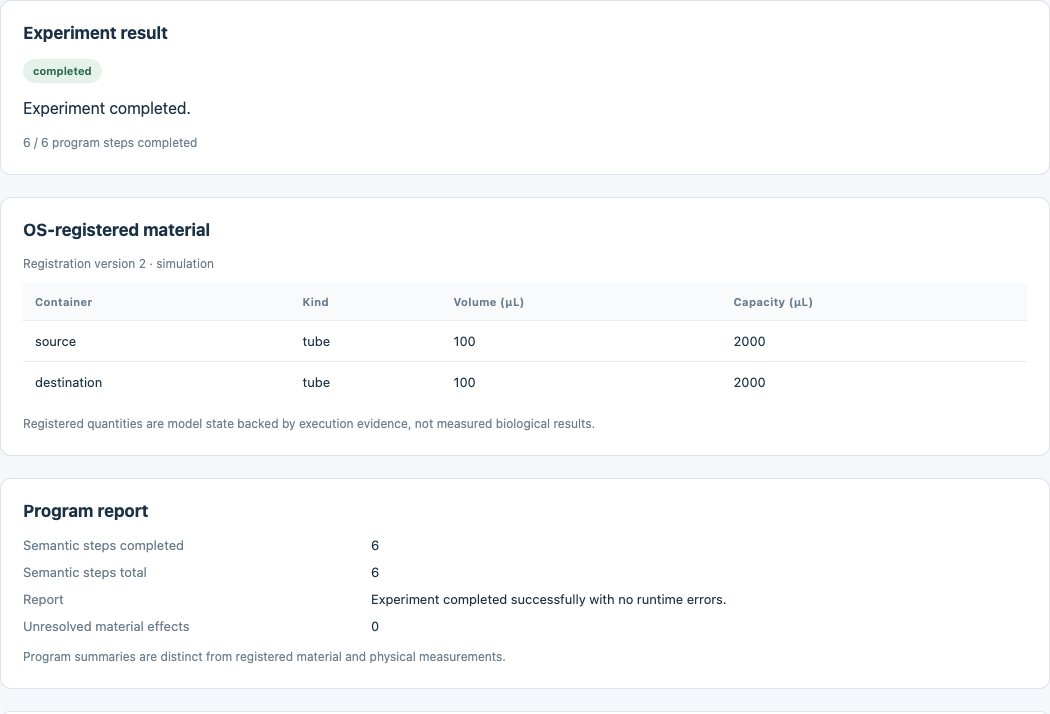 Experiment result
completed
Experiment completed.
6 / 6 program steps completed
OS-registered material
Registration version 2 · simulation
Container Kind Volume (µL) Capacity (µL)
source tube 100 2000
destination tube 100 2000
Registered quantities are model state backed by execution evidence, not measured biological results.
Program report
Semantic steps completed 6
Semantic steps total 6
Report Experiment completed successfully with no runtime errors.
Unresolved material effects 0
Program summaries are distinct from registered material and physical measurements.